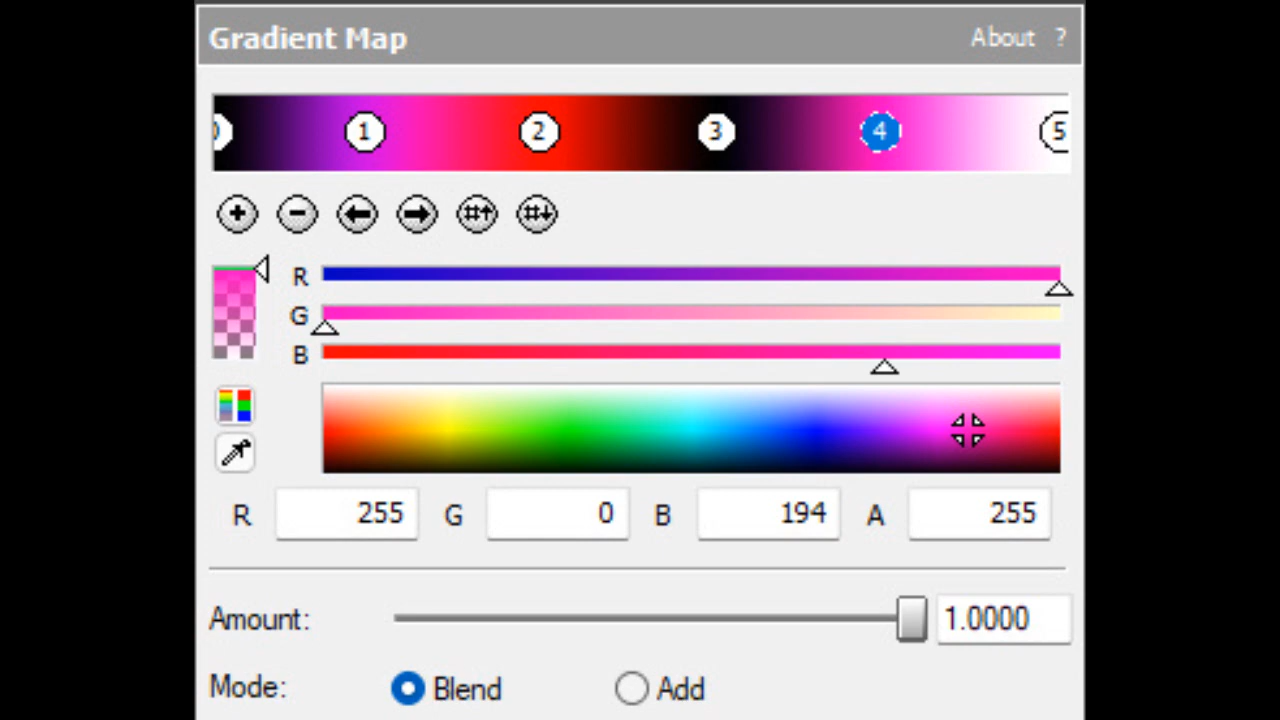 Gradient Map About ?
1 2 3 4 5
R
G
B
R 255 G 0 B 194 A 255
Amount: 1.0000
Mode: Blend Add